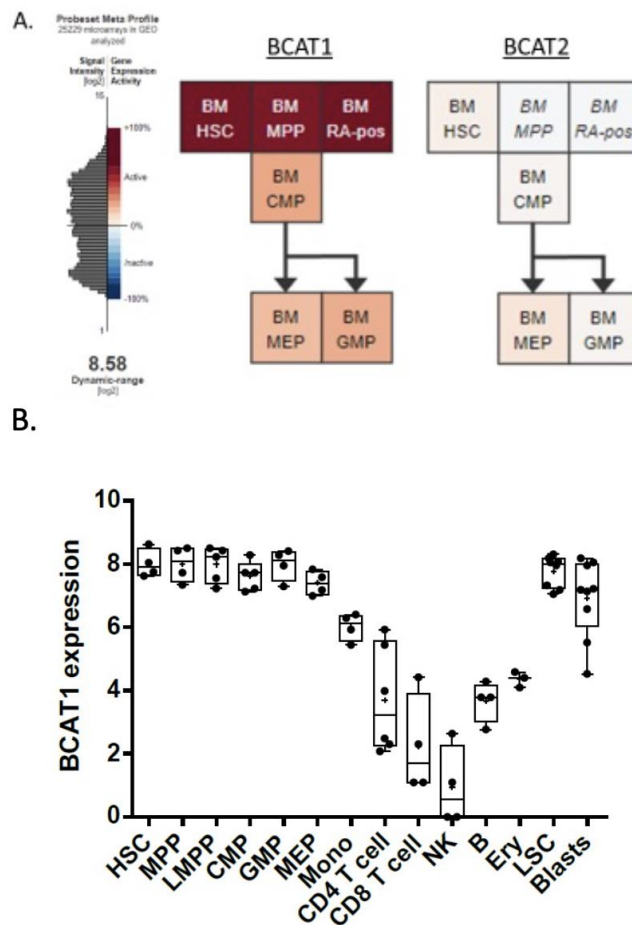 A.
Probeset Meta Profile
25229 microarrays in GEO
analyzed
Signal Gene
Intensity Expression
[log2] Activity
15
+100%
Active
0%
Inactive
-100%
1
8.58
Dynamic-range
[log2]
BCAT1
BM BM BM
HSC MPP RA-pos
BM
CMP
BM BM
MEP GMP
BCAT2
BM BM BM
HSC MPP RA-pos
BM
CMP
BM BM
MEP GMP
B.
BCAT1 expression
10
8
6
4
2
0
HSC
MPP
LMPP
CMP
GMP
MEP
Mono
CD4 T cell
CD8 T cell
NK
B
Ery
LSC
Blasts